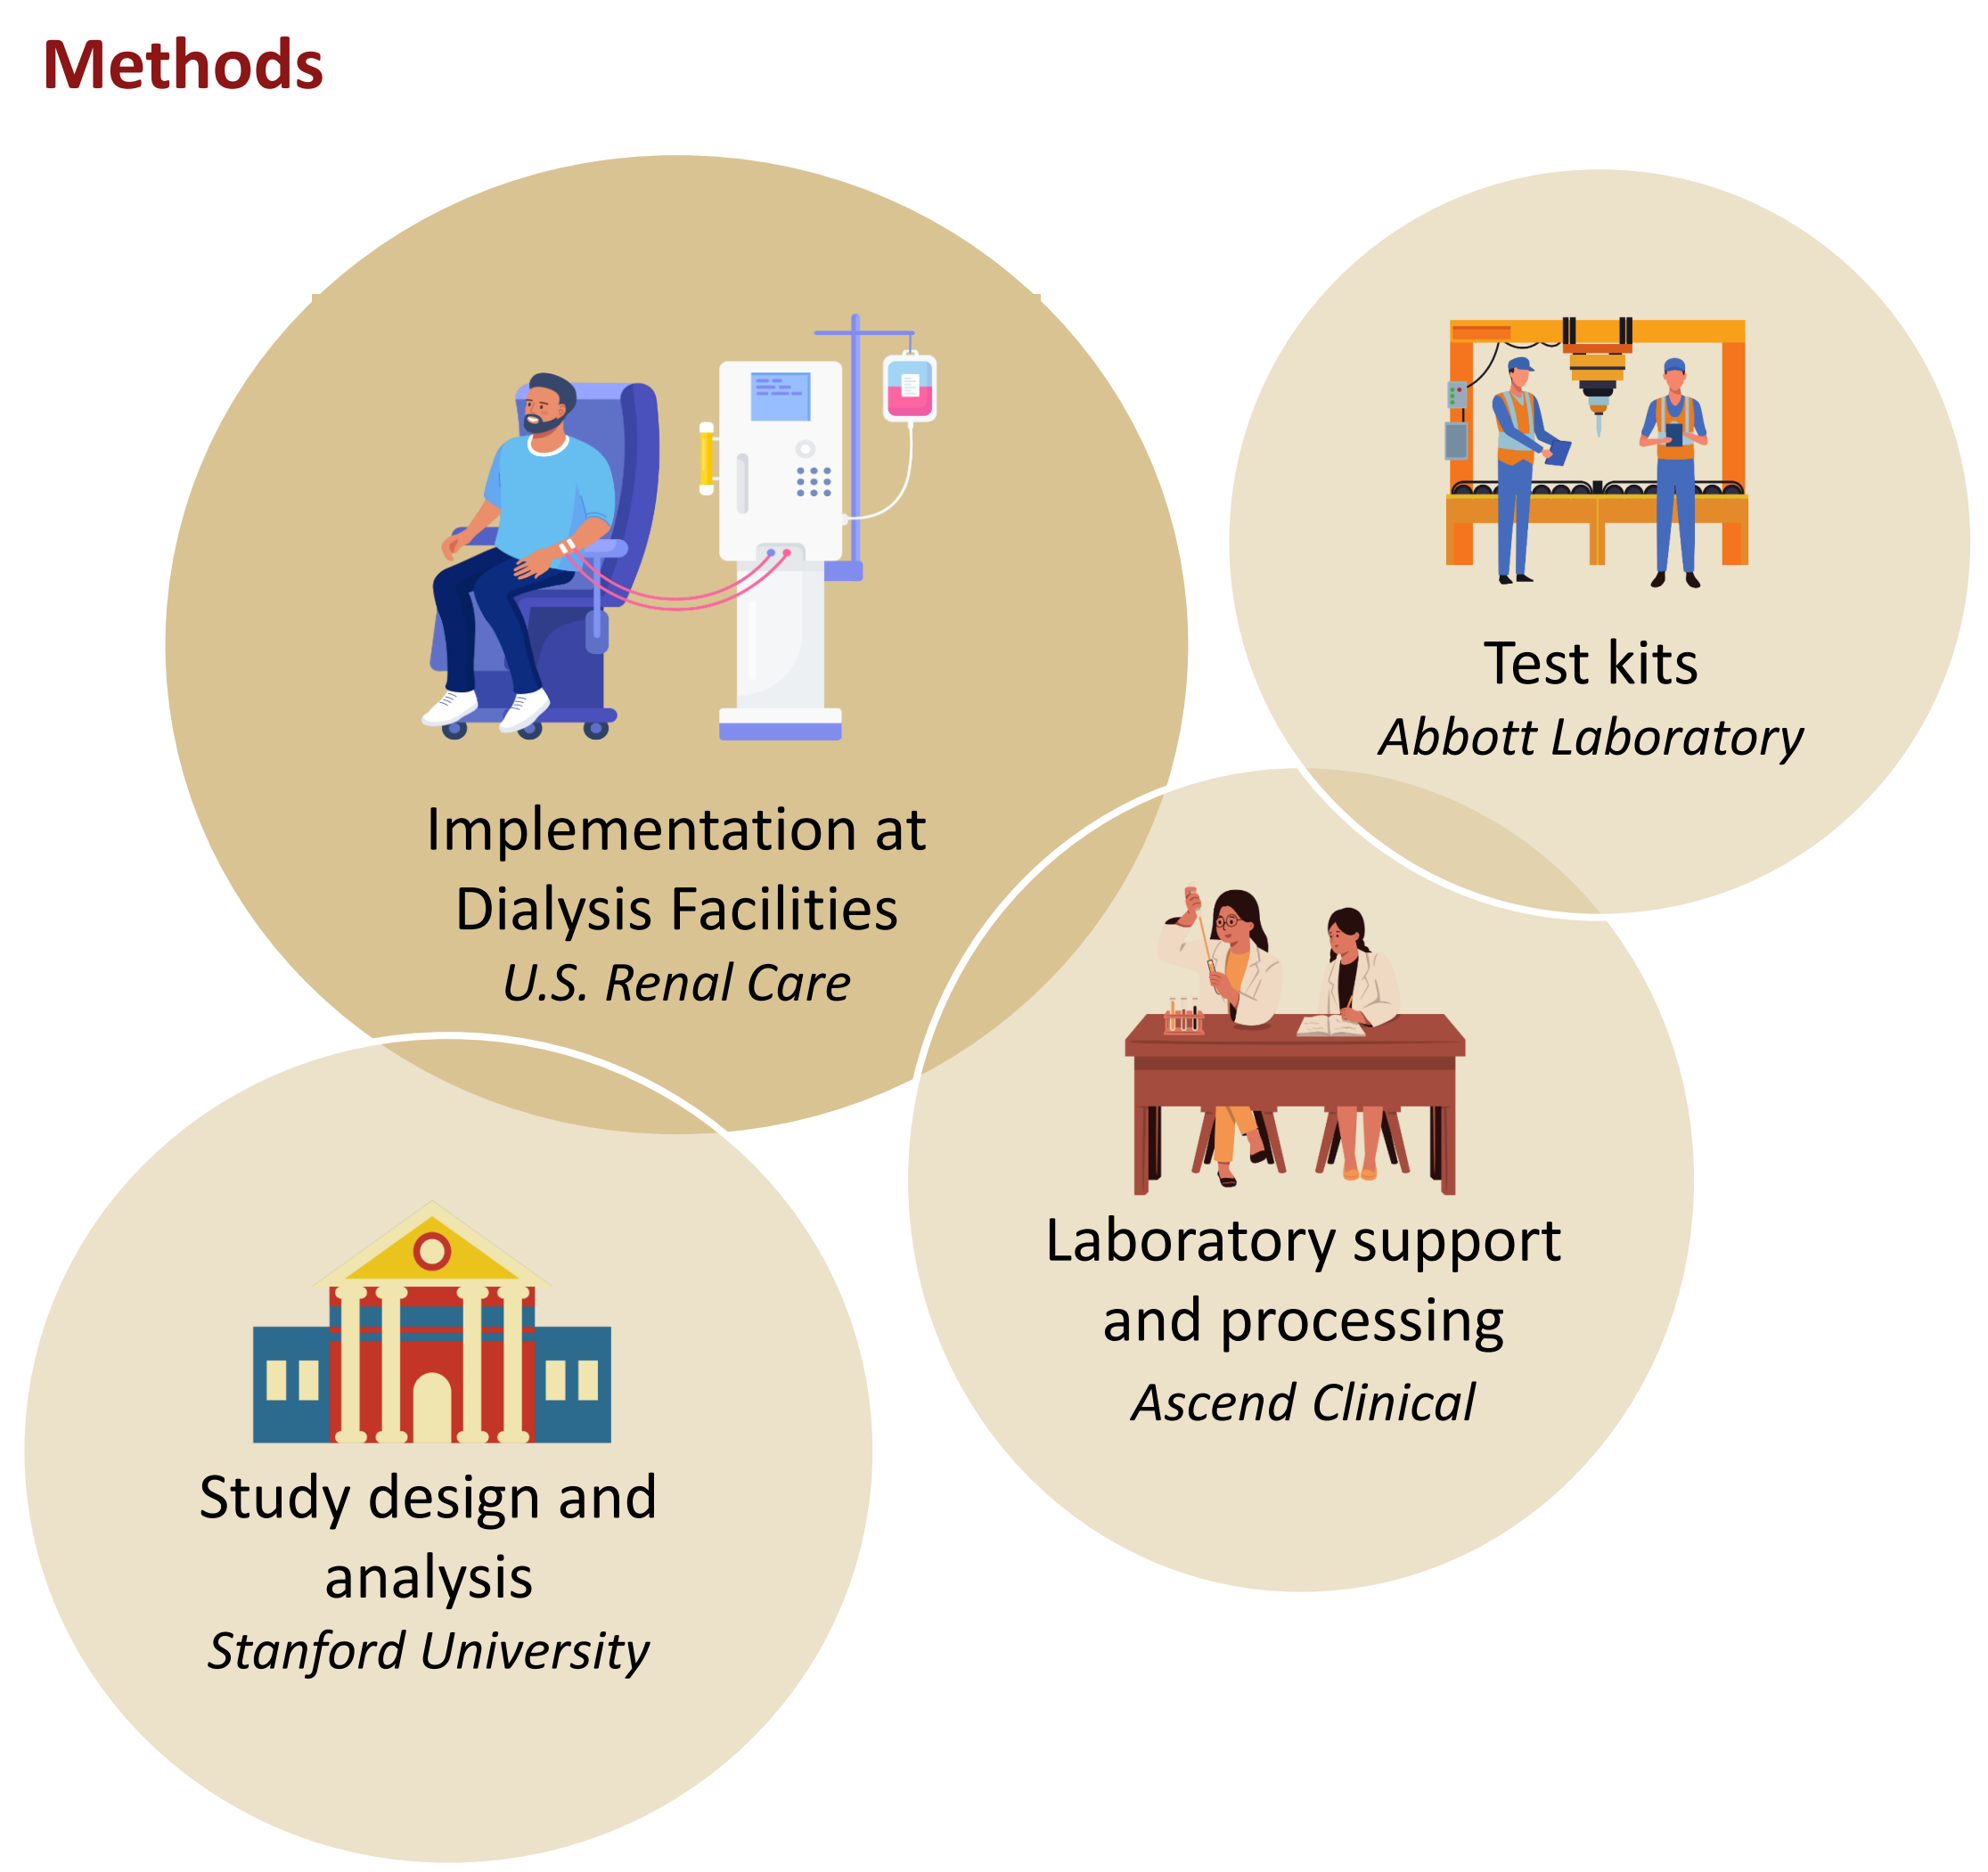 Methods
Implementation at
Dialysis Facilities
U.S. Renal Care
Test kits
Abbott Laboratory
Laboratory support
and processing
Ascend Clinical
Study design and
analysis
Stanford University